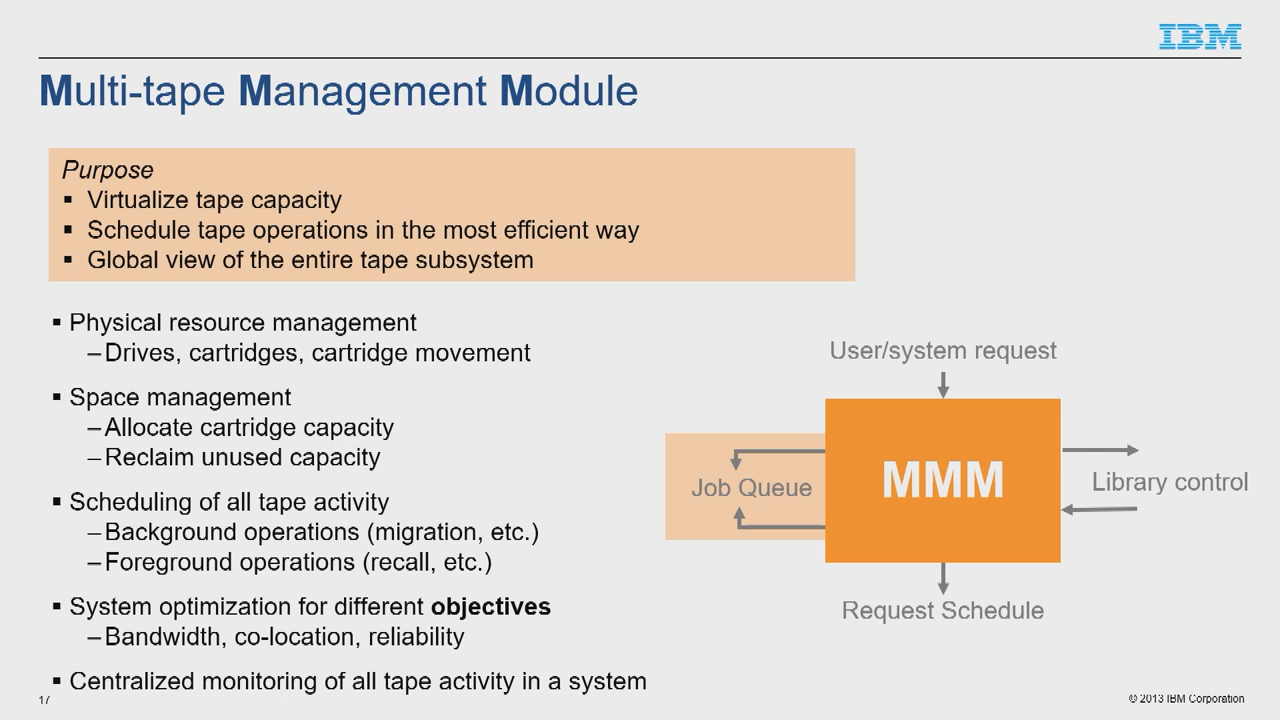 IBM
Multi-tape Management Module
Purpose
▪ Virtualize tape capacity
▪ Schedule tape operations in the most efficient way
▪ Global view of the entire tape subsystem
▪ Physical resource management
–Drives, cartridges, cartridge movement
▪ Space management
–Allocate cartridge capacity
–Reclaim unused capacity
▪ Scheduling of all tape activity
–Background operations (migration, etc.)
–Foreground operations (recall, etc.)
▪ System optimization for different objectives
–Bandwidth, co-location, reliability
▪ Centralized monitoring of all tape activity in a system
User/system request
Job Queue
MMM
Library control
Request Schedule
17
© 2013 IBM Corporation